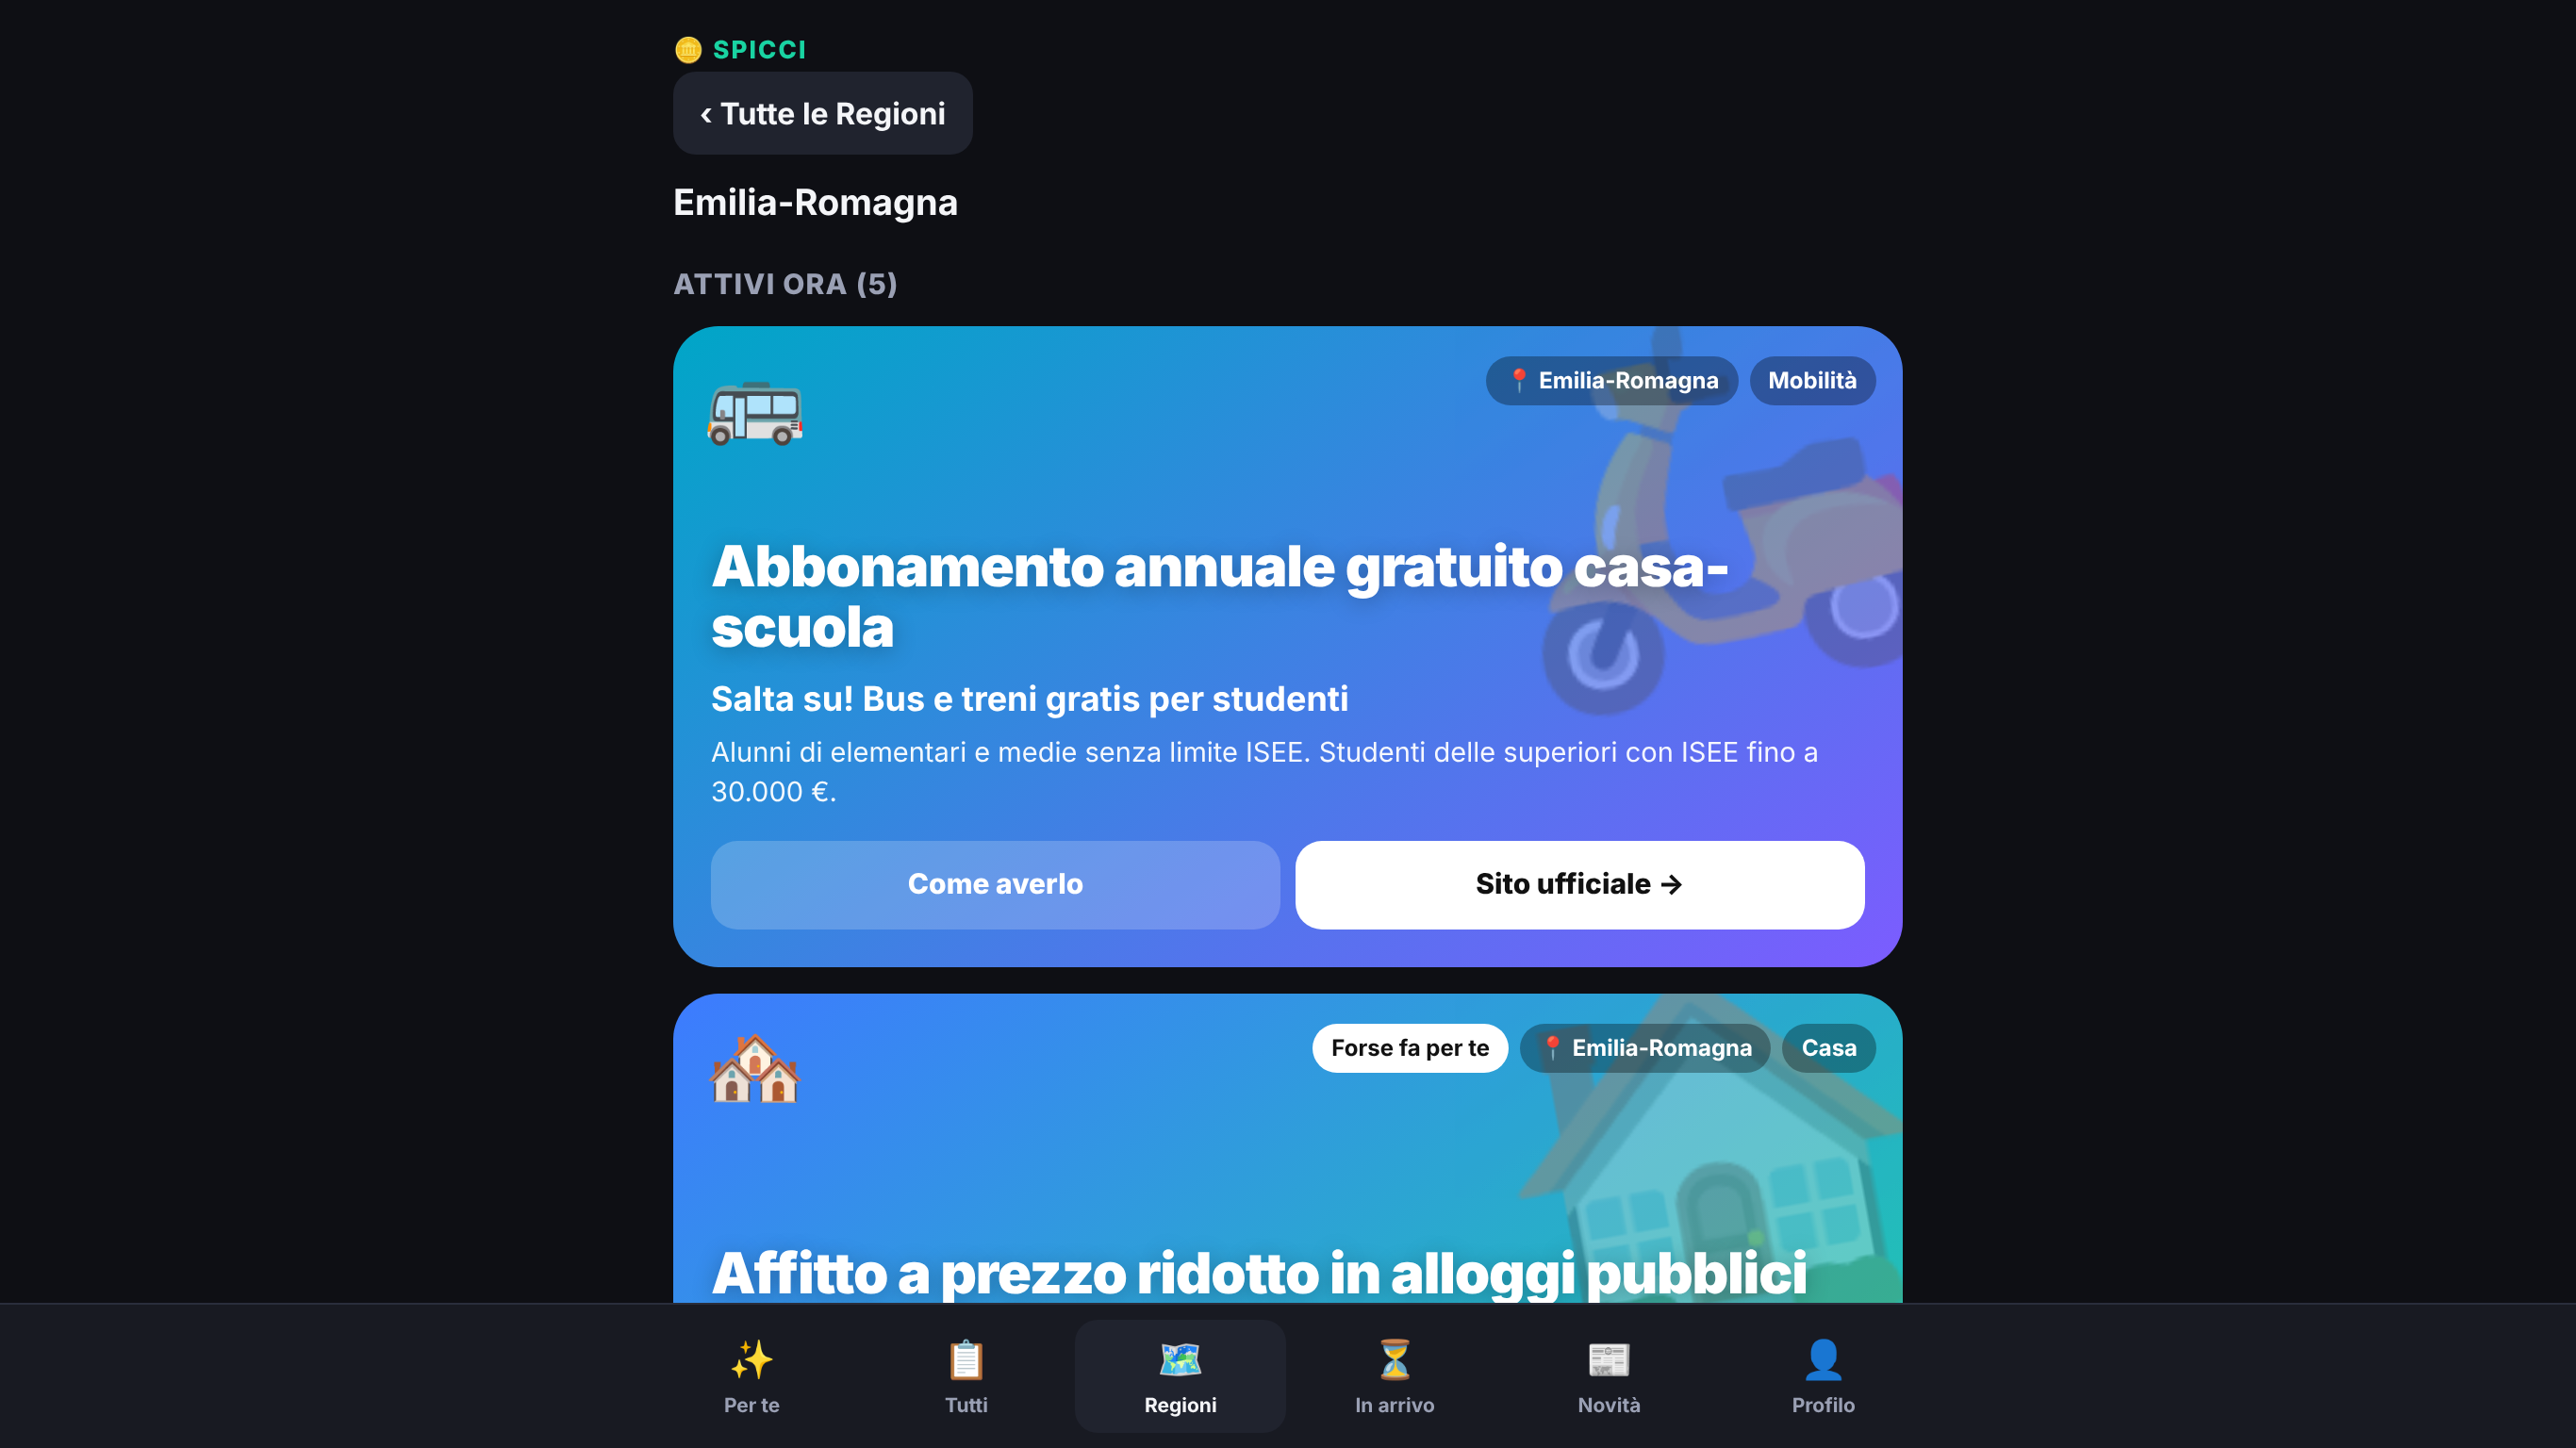 SPICCI
‹ Tutte le Regioni
Emilia-Romagna
ATTIVI ORA (5)
📍 Emilia-Romagna Mobilità
Abbonamento annuale gratuito casa-
scuola
Salta su! Bus e treni gratis per studenti
Alunni di elementari e medie senza limite ISEE. Studenti delle superiori con ISEE fino a
30.000 €.
Come averlo Sito ufficiale →
Forse fa per te 📍 Emilia-Romagna Casa
Affitto a prezzo ridotto in alloggi pubblici
Per te Tutti Regioni In arrivo Novità Profilo